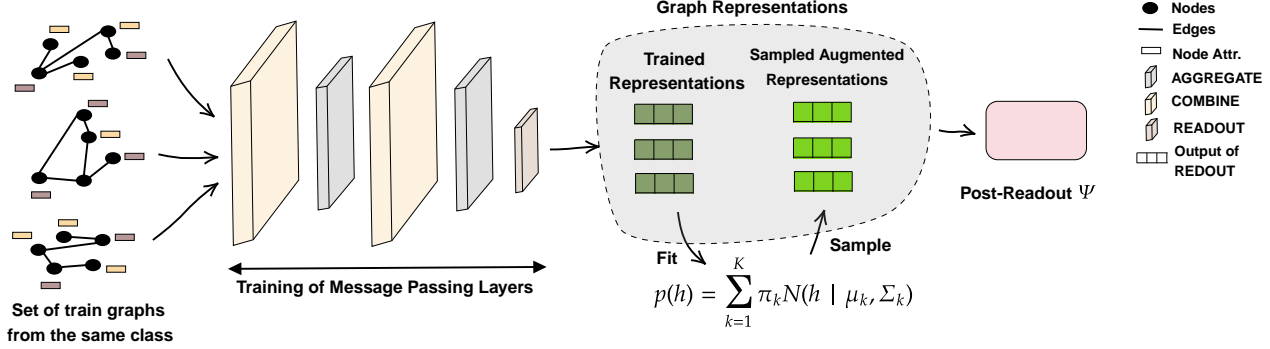 Graph Representations
Trained
Representations
Sampled Augmented
Representations
Nodes
Edges
Node Attr.
AGGREGATE
COMBINE
READOUT
Output of
REDOUT
Post-Readout Ψ
Fit
Sample
p(h) = ∑_{k=1}^{K} π_k N(h | μ_k, Σ_k)
Training of Message Passing Layers
Set of train graphs
from the same class